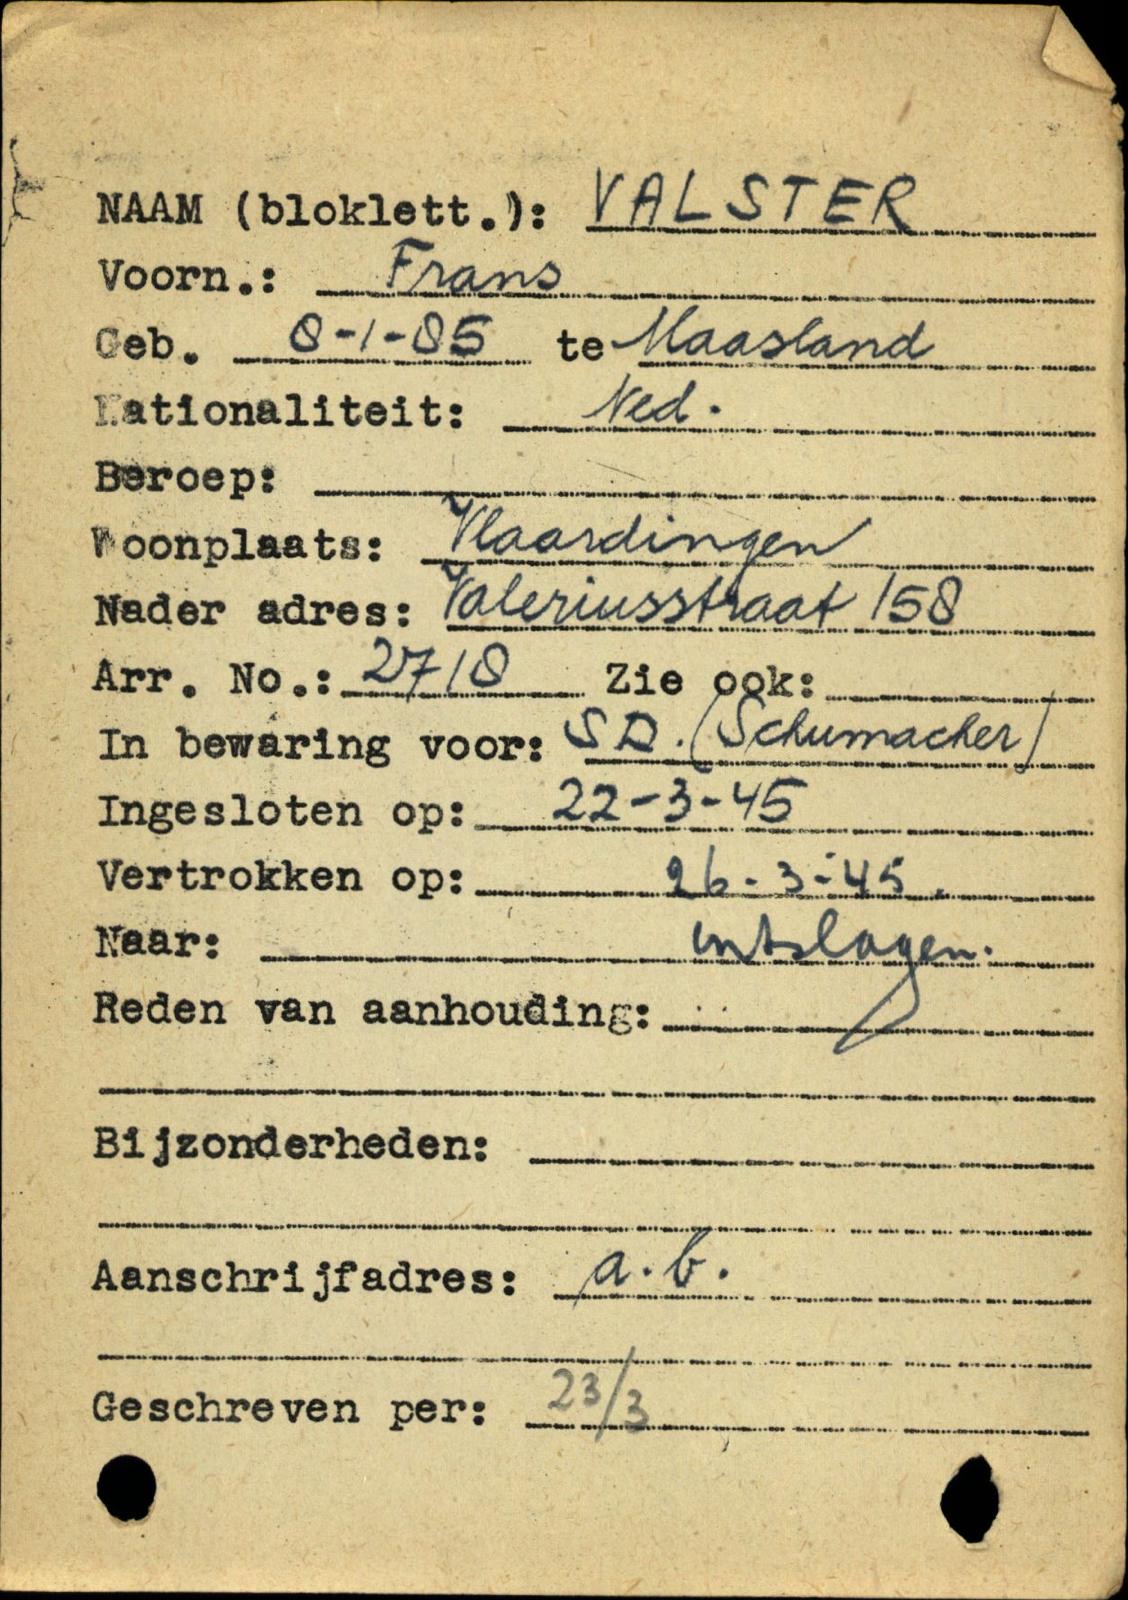 NAAM (bloklett.): VALSTER
Voorn.: Frans
Geb. 8-1-85 te Maasland
Nationaliteit: Ned.
Beroep:
Woonplaats: Vlaardingen
Nader adres: Valeriusstraat 158
Arr. No.: 2718 Zie ook:
In bewaring voor: SD. (Schumacher)
Ingesloten op: 22-3-45
Vertrokken op: 26-3-45.
Naar: ontslagen.
Reden van aanhouding:
Bijzonderheden:
Aanschrijfadres: a.b.
Geschreven per: 23/3